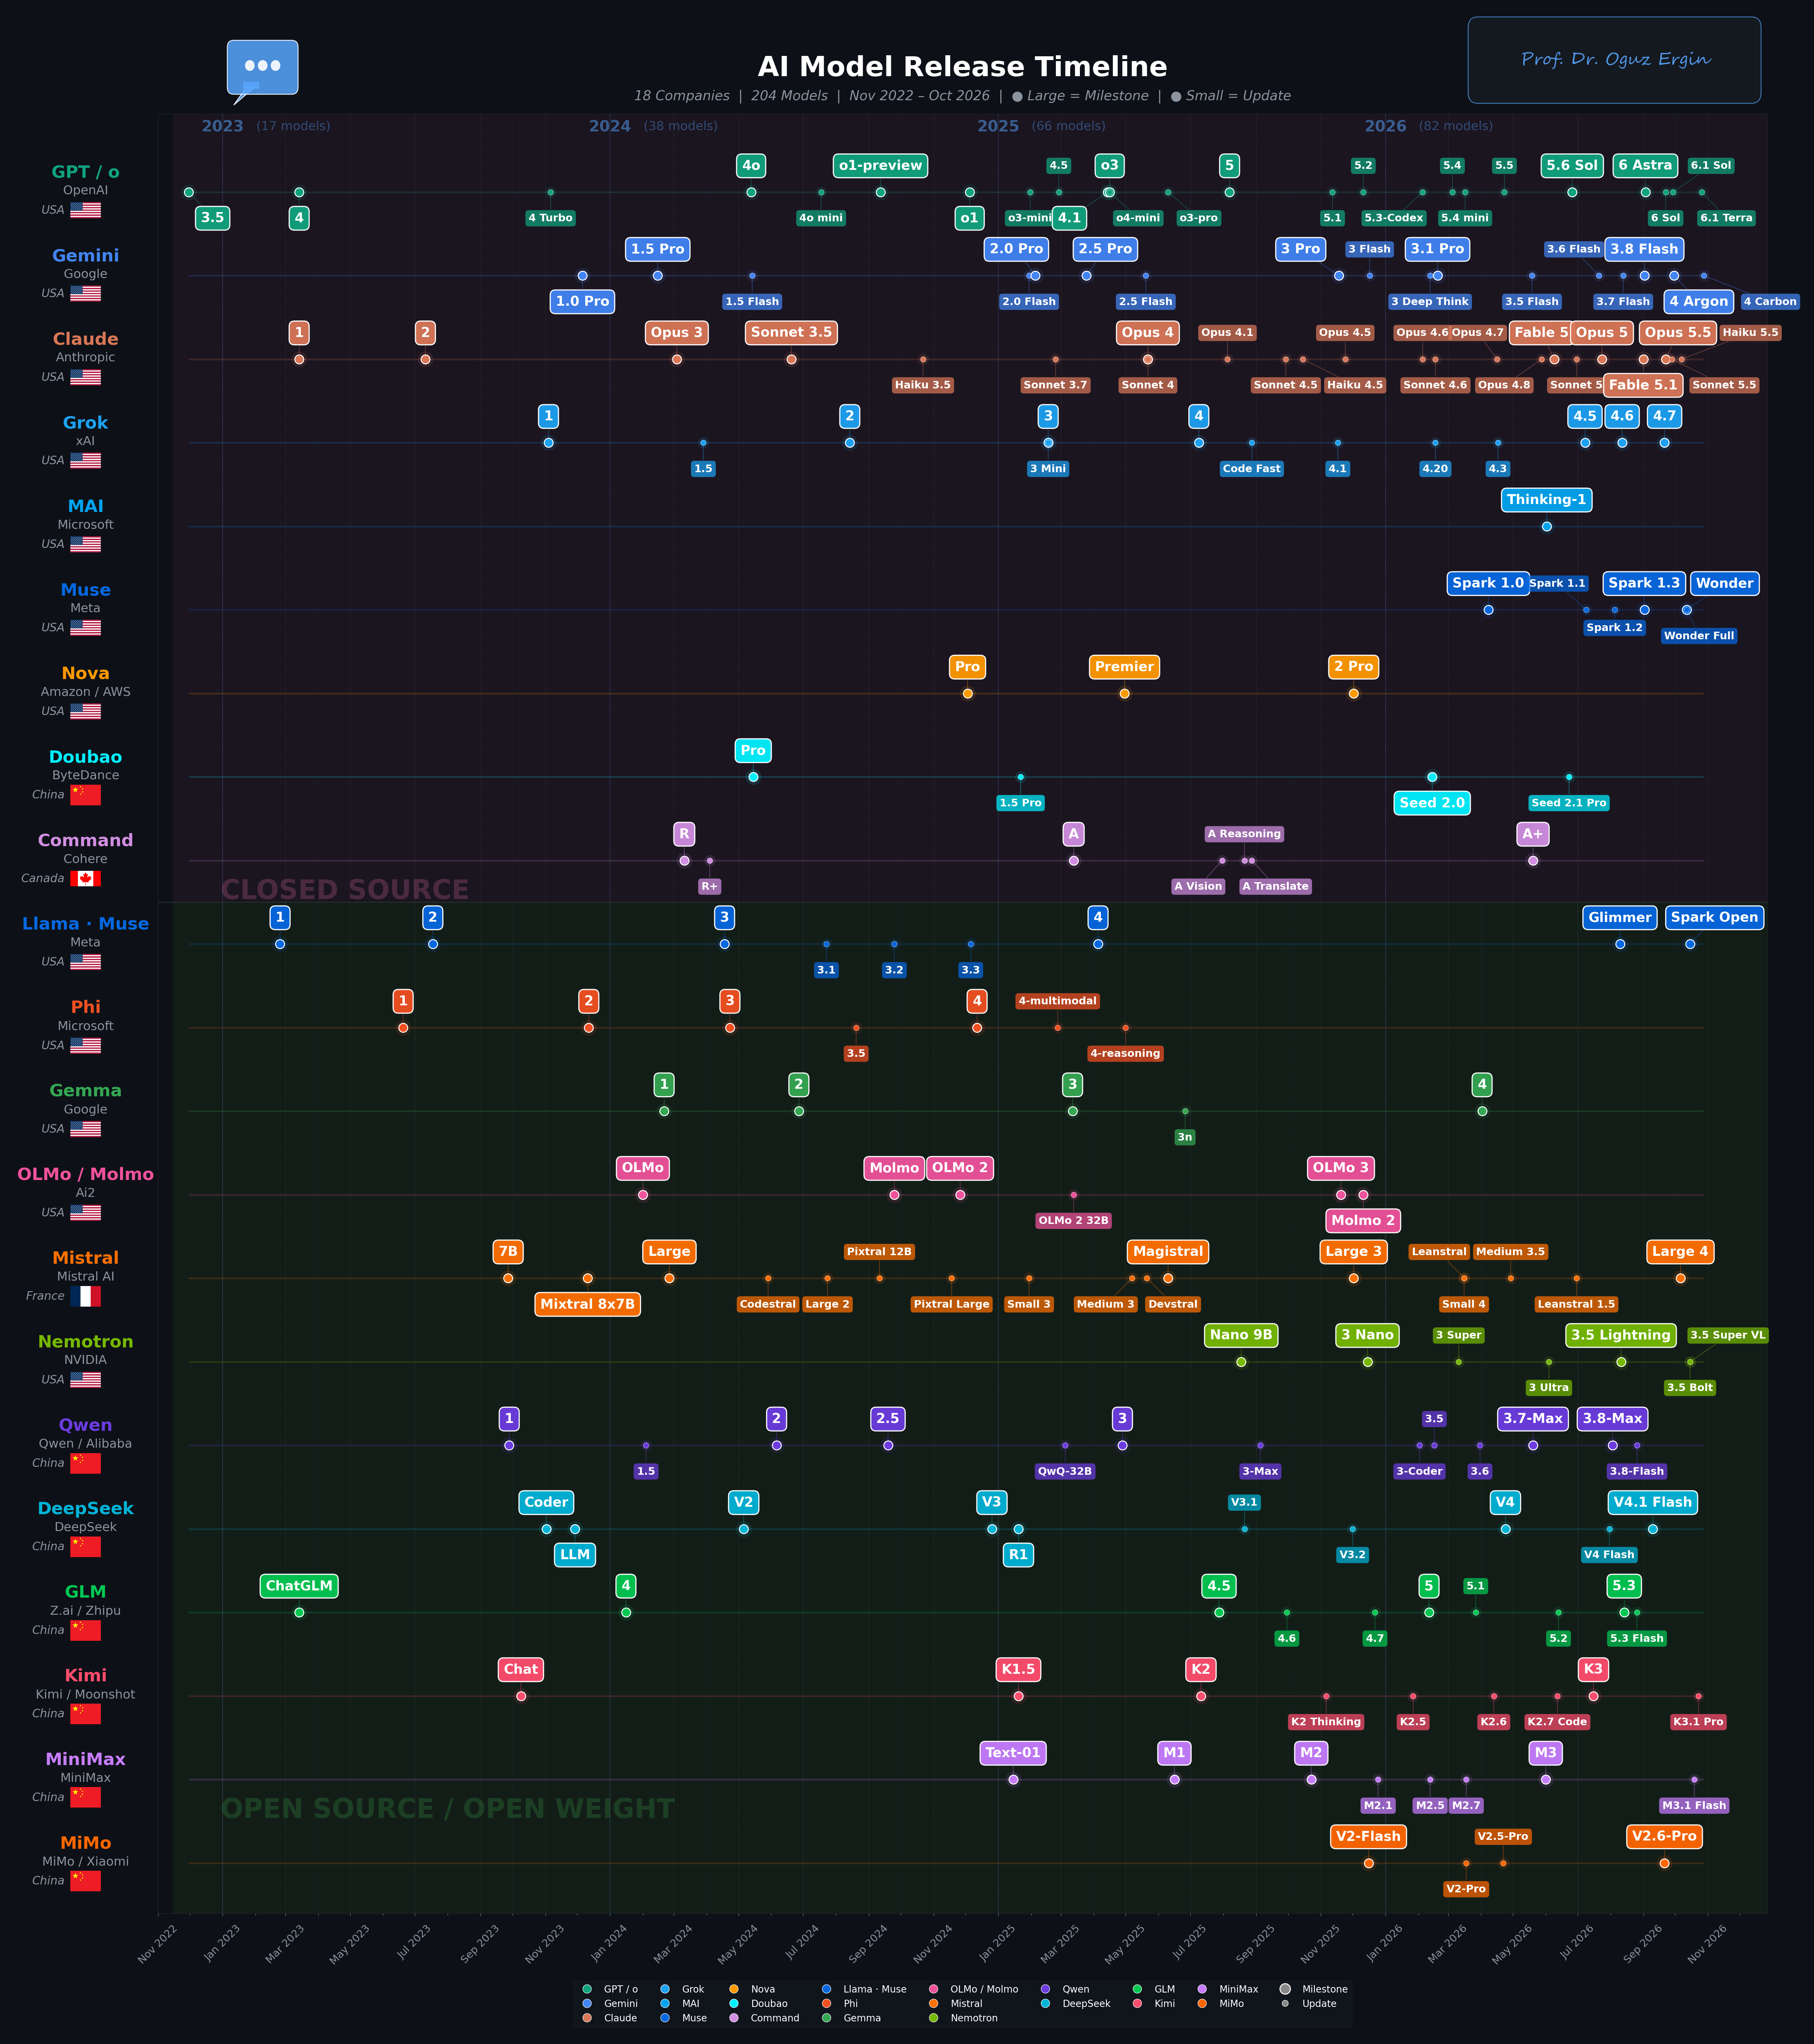 AI Model Release Timeline
18 Companies | 204 Models | Nov 2022 – Oct 2026 | ● Large = Milestone | ● Small = Update
Prof. Dr. Oguz Ergin
2023 (17 models) 2024 (38 models) 2025 (66 models) 2026 (82 models)
GPT / o
OpenAI
USA
4o o1-preview 4.5 o3 5 5.2 5.4 5.5 5.6 Sol 6 Astra 6.1 Sol
3.5 4 4 Turbo 4o mini o1 o3-mini 4.1 o4-mini o3-pro 5.1 5.3-Codex 5.4 mini 6 Sol 6.1 Terra
Gemini
Google
USA
1.5 Pro 2.0 Pro 2.5 Pro 3 Pro 3 Flash 3.1 Pro 3.6 Flash 3.8 Flash
1.0 Pro 1.5 Flash 2.0 Flash 2.5 Flash 3 Deep Think 3.5 Flash 3.7 Flash 4 Argon 4 Carbon
Claude
Anthropic
USA
1 2 Opus 3 Sonnet 3.5 Opus 4 Opus 4.1 Opus 4.5 Opus 4.6 Opus 4.7 Fable 5 Opus 5 Opus 5.5 Haiku 5.5
Haiku 3.5 Sonnet 3.7 Sonnet 4 Sonnet 4.5 Haiku 4.5 Sonnet 4.6 Opus 4.8 Sonnet 5 Fable 5.1 Sonnet 5.5
Grok
xAI
USA
1 2 3 4 4.5 4.6 4.7
1.5 3 Mini Code Fast 4.1 4.20 4.3
MAI
Microsoft
USA
Thinking-1
Muse
Meta
USA
Spark 1.0 Spark 1.1 Spark 1.3 Wonder
Spark 1.2 Wonder Full
Nova
Amazon / AWS
USA
Pro Premier 2 Pro
Doubao
ByteDance
China
Pro
1.5 Pro Seed 2.0 Seed 2.1 Pro
Command
Cohere
Canada
R A A Reasoning A+
R+ A Vision A Translate
CLOSED SOURCE
Llama · Muse
Meta
USA
1 2 3 4 Glimmer Spark Open
3.1 3.2 3.3
Phi
Microsoft
USA
1 2 3 4 4-multimodal
3.5 4-reasoning
Gemma
Google
USA
1 2 3 4
3n
OLMo / Molmo
Ai2
USA
OLMo Molmo OLMo 2 OLMo 3
OLMo 2 32B Molmo 2
Mistral
Mistral AI
France
7B Large Pixtral 12B Magistral Large 3 Leanstral Medium 3.5 Large 4
Mixtral 8x7B Codestral Large 2 Pixtral Large Small 3 Medium 3 Devstral Small 4 Leanstral 1.5
Nemotron
NVIDIA
USA
Nano 9B 3 Nano 3 Super 3.5 Lightning 3.5 Super VL
3 Ultra 3.5 Bolt
Qwen
Qwen / Alibaba
China
1 2 2.5 3 3.5 3.7-Max 3.8-Max
1.5 QwQ-32B 3-Max 3-Coder 3.6 3.8-Flash
DeepSeek
DeepSeek
China
Coder V2 V3 V3.1 V4 V4.1 Flash
LLM R1 V3.2 V4 Flash
GLM
Z.ai / Zhipu
China
ChatGLM 4 4.5 5 5.1 5.3
4.6 4.7 5.2 5.3 Flash
Kimi
Kimi / Moonshot
China
Chat K1.5 K2 K3
K2 Thinking K2.5 K2.6 K2.7 Code K3.1 Pro
MiniMax
MiniMax
China
Text-01 M1 M2 M3
M2.1 M2.5 M2.7 M3.1 Flash
OPEN SOURCE / OPEN WEIGHT
MiMo
MiMo / Xiaomi
China
V2-Flash V2.5-Pro V2.6-Pro
V2-Pro
Nov 2022 Jan 2023 Mar 2023 May 2023 Jul 2023 Sep 2023 Nov 2023 Jan 2024 Mar 2024 May 2024 Jul 2024 Sep 2024 Nov 2024 Jan 2025 Mar 2025 May 2025 Jul 2025 Sep 2025 Nov 2025 Jan 2026 Mar 2026 May 2026 Jul 2026 Sep 2026 Nov 2026
GPT / o Grok Nova Llama · Muse OLMo / Molmo Qwen GLM MiniMax Milestone
Gemini MAI Doubao Phi Mistral DeepSeek Kimi MiMo Update
Claude Muse Command Gemma Nemotron